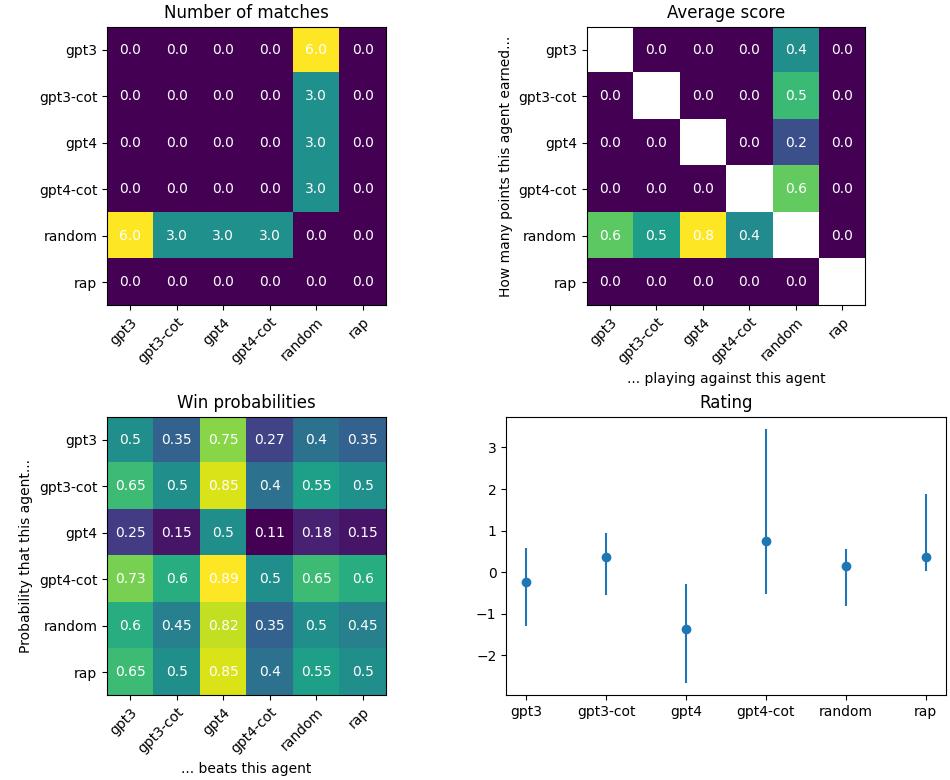 Number of matches
gpt3 0.0 0.0 0.0 0.0 6.0 0.0
gpt3-cot 0.0 0.0 0.0 0.0 3.0 0.0
gpt4 0.0 0.0 0.0 0.0 3.0 0.0
gpt4-cot 0.0 0.0 0.0 0.0 3.0 0.0
random 6.0 3.0 3.0 3.0 0.0 0.0
rap 0.0 0.0 0.0 0.0 0.0 0.0
gpt3 gpt3-cot gpt4 gpt4-cot random rap
Average score
How many points this agent earned...
gpt3 0.0 0.0 0.0 0.4 0.0
gpt3-cot 0.0 0.0 0.0 0.5 0.0
gpt4 0.0 0.0 0.0 0.2 0.0
gpt4-cot 0.0 0.0 0.0 0.6 0.0
random 0.6 0.5 0.8 0.4 0.0
rap 0.0 0.0 0.0 0.0 0.0
gpt3 gpt3-cot gpt4 gpt4-cot random rap
... playing against this agent
Win probabilities
Probability that this agent...
gpt3 0.5 0.35 0.75 0.27 0.4 0.35
gpt3-cot 0.65 0.5 0.85 0.4 0.55 0.5
gpt4 0.25 0.15 0.5 0.11 0.18 0.15
gpt4-cot 0.73 0.6 0.89 0.5 0.65 0.6
random 0.6 0.45 0.82 0.35 0.5 0.45
rap 0.65 0.5 0.85 0.4 0.55 0.5
gpt3 gpt3-cot gpt4 gpt4-cot random rap
... beats this agent
Rating
3
2
1
0
−1
−2
gpt3 gpt3-cot gpt4 gpt4-cot random rap